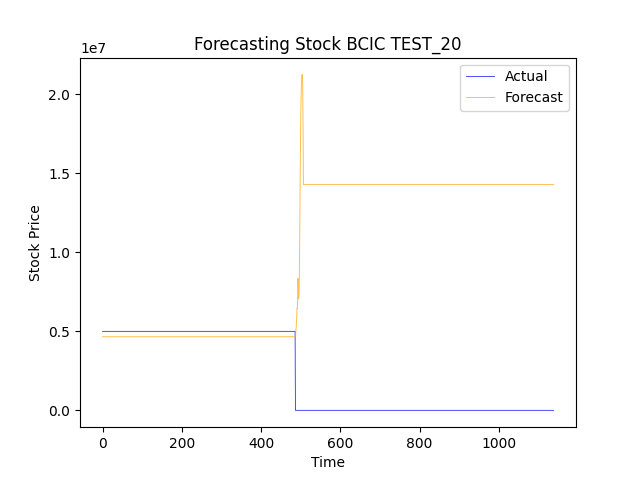 Forecasting Stock BCIC TEST_20
1e7
Actual
Forecast
2.0
1.5
1.0
0.5
0.0
Stock Price
0 200 400 600 800 1000
Time